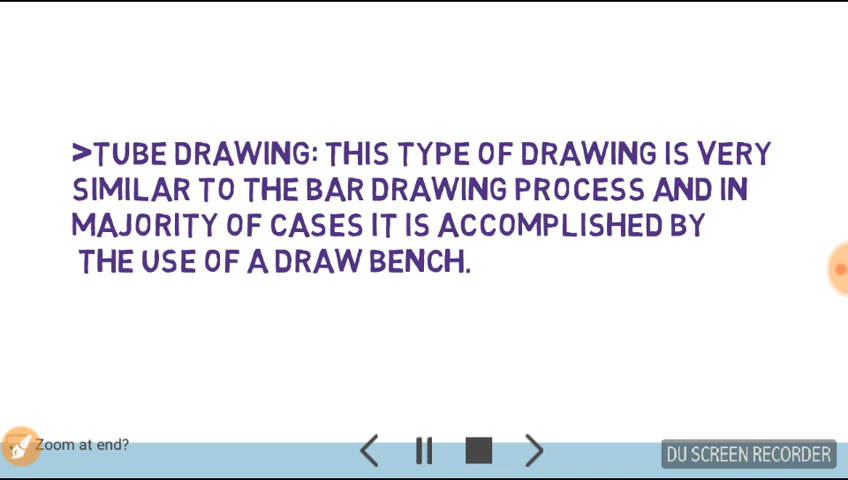 >TUBE DRAWING: THIS TYPE OF DRAWING IS VERY
SIMILAR TO THE BAR DRAWING PROCESS AND IN
MAJORITY OF CASES IT IS ACCOMPLISHED BY
THE USE OF A DRAW BENCH.
Zoom at end?
DU SCREEN RECORDER